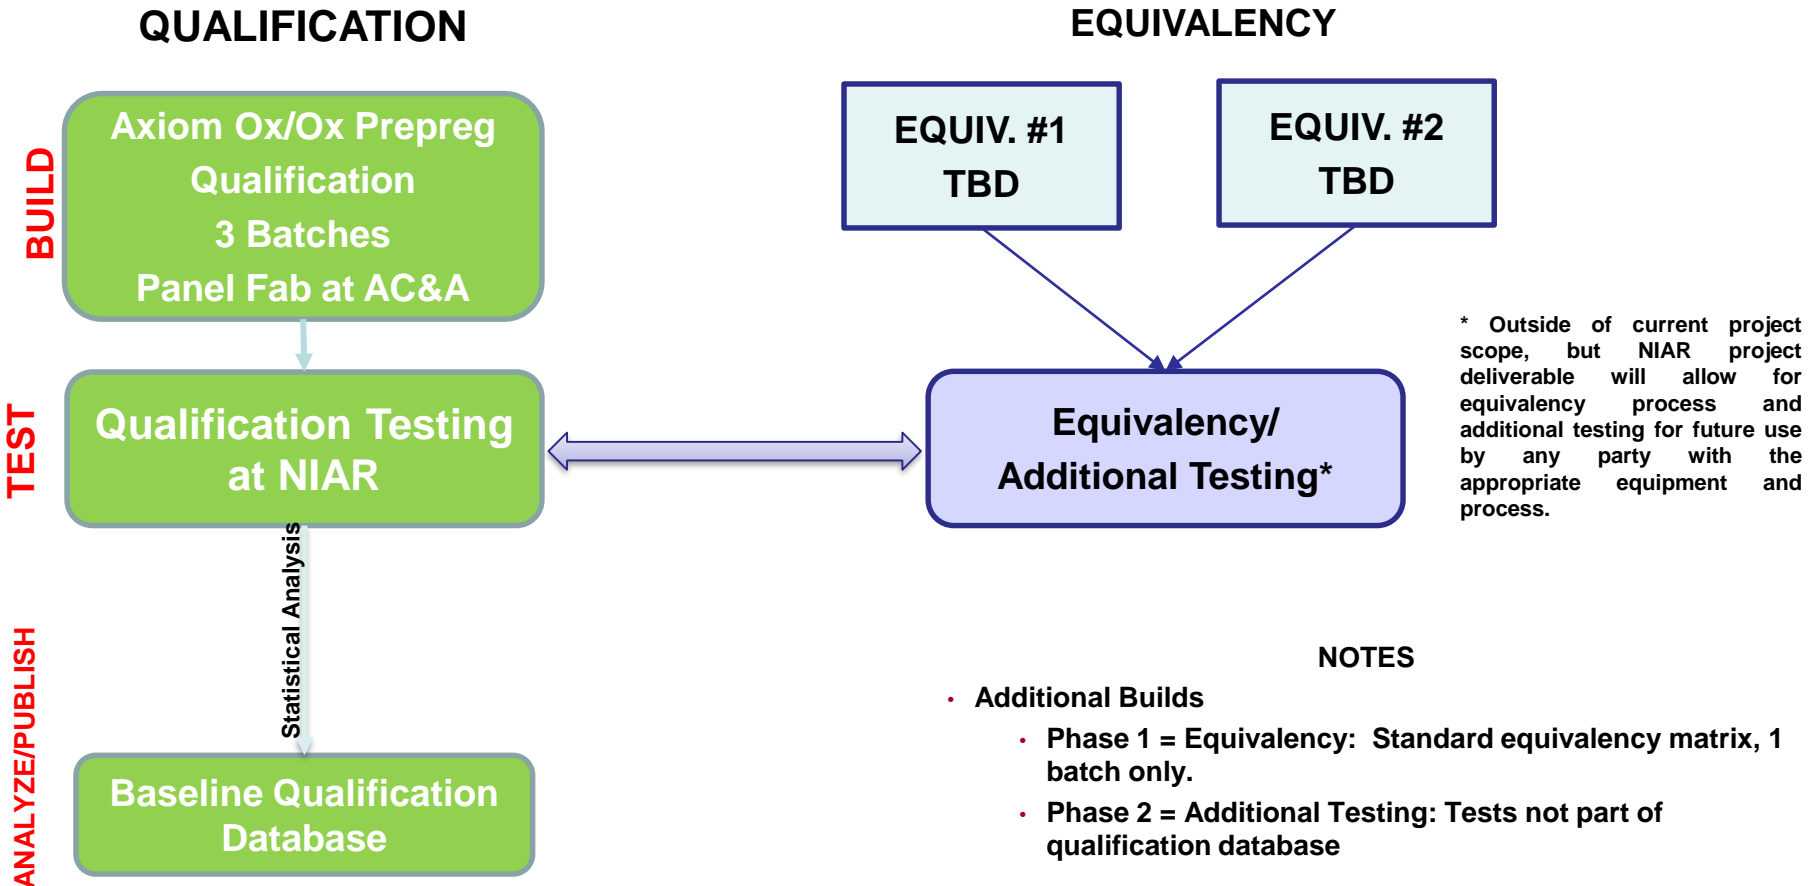 QUALIFICATION
EQUIVALENCY
BUILD
Axiom Ox/Ox Prepreg
Qualification
3 Batches
Panel Fab at AC&A
EQUIV. #1
TBD
EQUIV. #2
TBD
TEST
Qualification Testing
at NIAR
Equivalency/
Additional Testing*
* Outside of current project
scope, but NIAR project
deliverable will allow for
equivalency process and
additional testing for future use
by any party with the
appropriate equipment and
process.
Statistical Analysis
ANALYZE/PUBLISH
Baseline Qualification
Database
NOTES
• Additional Builds
• Phase 1 = Equivalency: Standard equivalency matrix, 1
batch only.
• Phase 2 = Additional Testing: Tests not part of
qualification database